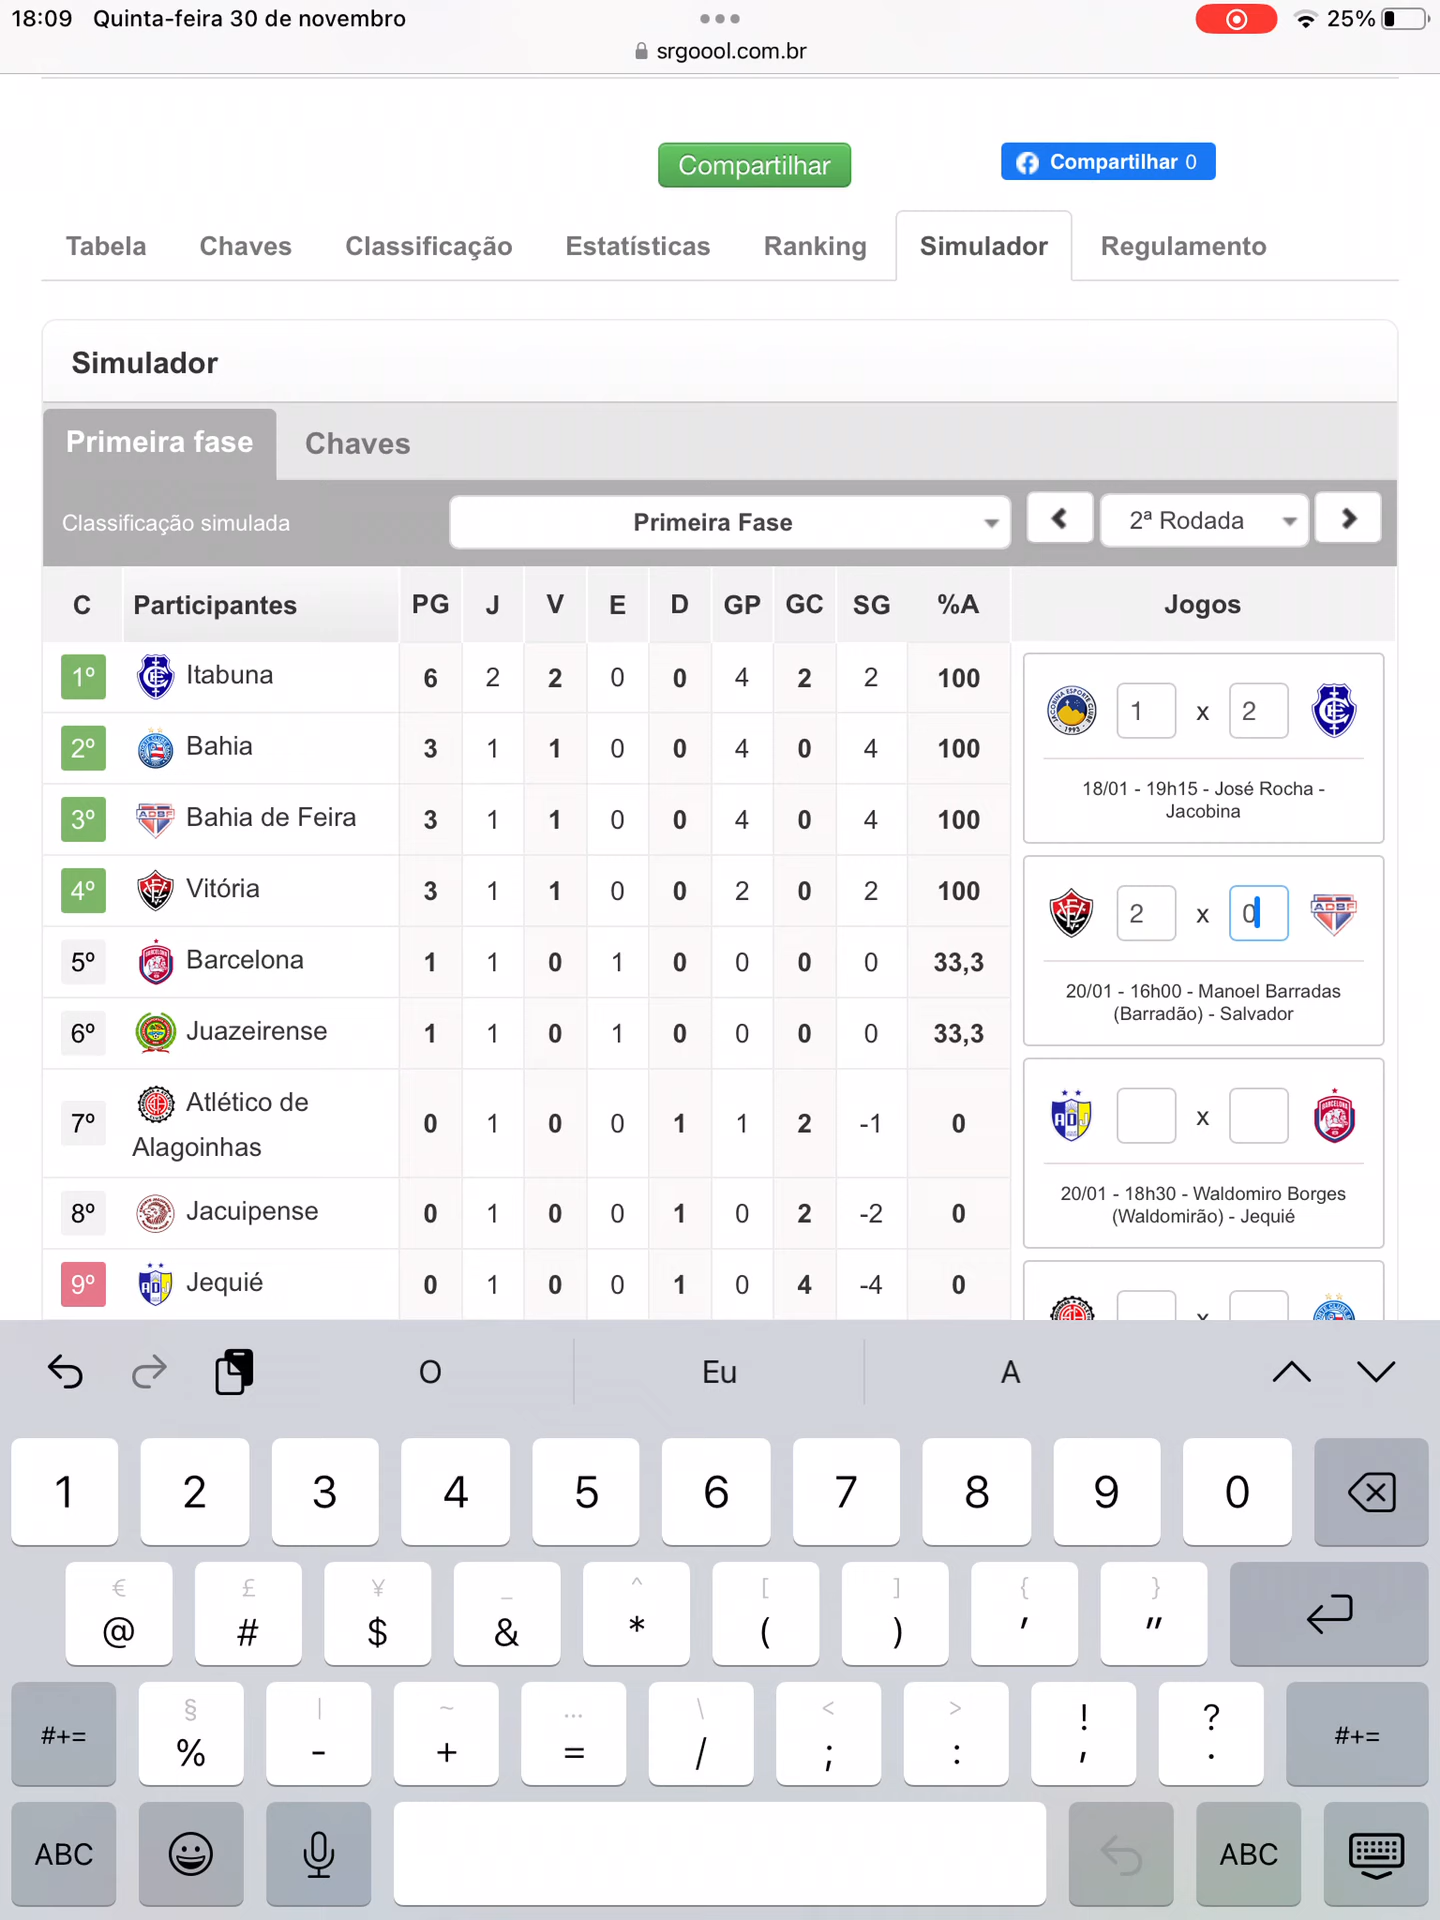 18:09 Quinta-feira 30 de novembro
25%
srgoool.com.br
Compartilhar
Compartilhar 0
Tabela Chaves Classificação Estatísticas Ranking Simulador Regulamento
Simulador
Primeira fase Chaves
Classificação simulada Primeira Fase 2ª Rodada
C Participantes PG J V E D GP GC SG %A Jogos
1º Itabuna 6 2 2 0 0 4 2 2 100
2º Bahia 3 1 1 0 0 4 0 4 100
3º Bahia de Feira 3 1 1 0 0 4 0 4 100
4º Vitória 3 1 1 0 0 2 0 2 100
5º Barcelona 1 1 0 1 0 0 0 0 33,3
6º Juazeirense 1 1 0 1 0 0 0 0 33,3
7º Atlético de Alagoinhas 0 1 0 0 1 1 2 -1 0
8º Jacuipense 0 1 0 0 1 0 2 -2 0
9º Jequié 0 1 0 0 1 0 4 -4 0
1 x 2
18/01 - 19h15 - José Rocha -
Jacobina
2 x 0
20/01 - 16h00 - Manoel Barradas
(Barradão) - Salvador
x
20/01 - 18h30 - Waldomiro Borges
(Waldomirão) - Jequié
x
O Eu A
1 2 3 4 5 6 7 8 9 0
€ £ ¥ _ ^ [ ] { }
@ # $ & * ( ) ' "
§ | ~ … \ < > ! ?
#+= % - + = / ; : , . #+=
ABC ABC